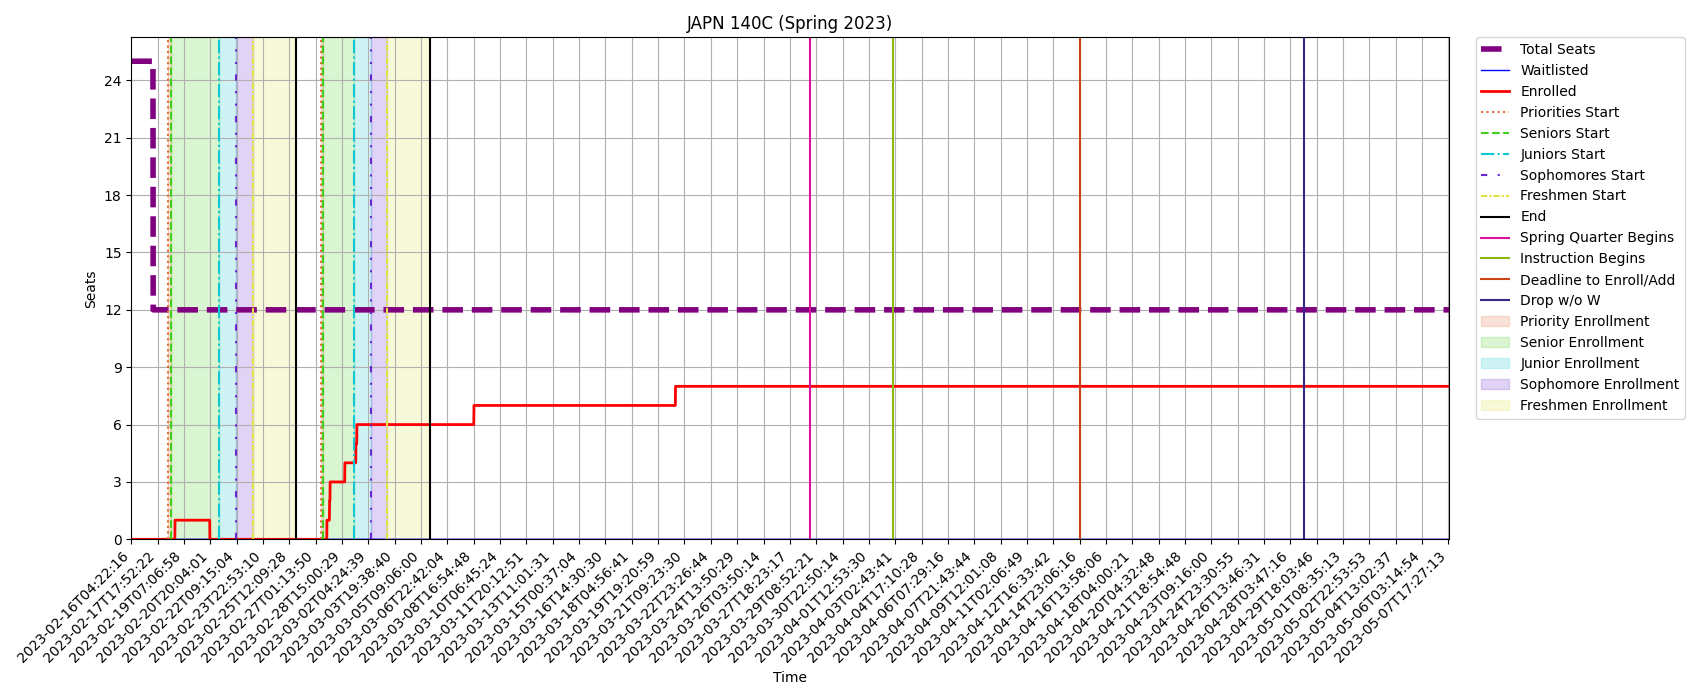 JAPN 140C (Spring 2023)
Seats
24
21
18
15
12
9
6
3
0
2023-02-16T04:22:16
2023-02-17T17:52:22
2023-02-19T07:06:58
2023-02-20T20:04:01
2023-02-22T09:15:04
2023-02-23T22:53:10
2023-02-25T12:09:28
2023-02-27T01:13:50
2023-02-28T15:00:29
2023-03-02T04:24:39
2023-03-03T19:38:40
2023-03-05T09:06:00
2023-03-06T22:42:04
2023-03-08T16:54:48
2023-03-10T06:45:24
2023-03-11T20:12:51
2023-03-13T11:01:31
2023-03-15T00:37:04
2023-03-16T14:30:30
2023-03-18T04:56:41
2023-03-19T19:20:59
2023-03-21T09:23:30
2023-03-22T23:26:44
2023-03-24T13:50:29
2023-03-26T03:50:14
2023-03-27T18:23:17
2023-03-29T08:52:21
2023-03-30T22:50:14
2023-04-01T12:53:30
2023-04-03T02:43:41
2023-04-04T17:10:28
2023-04-06T07:29:16
2023-04-07T21:43:44
2023-04-09T12:01:08
2023-04-11T02:06:49
2023-04-12T16:33:42
2023-04-14T23:06:16
2023-04-16T13:58:06
2023-04-18T04:00:21
2023-04-20T04:32:48
2023-04-21T18:54:48
2023-04-23T09:16:00
2023-04-24T23:30:55
2023-04-26T13:46:31
2023-04-28T03:47:16
2023-04-29T18:03:46
2023-05-01T08:35:13
2023-05-02T22:53:53
2023-05-04T13:02:37
2023-05-06T03:14:54
2023-05-07T17:27:13
Time
Total Seats
Waitlisted
Enrolled
Priorities Start
Seniors Start
Juniors Start
Sophomores Start
Freshmen Start
End
Spring Quarter Begins
Instruction Begins
Deadline to Enroll/Add
Drop w/o W
Priority Enrollment
Senior Enrollment
Junior Enrollment
Sophomore Enrollment
Freshmen Enrollment